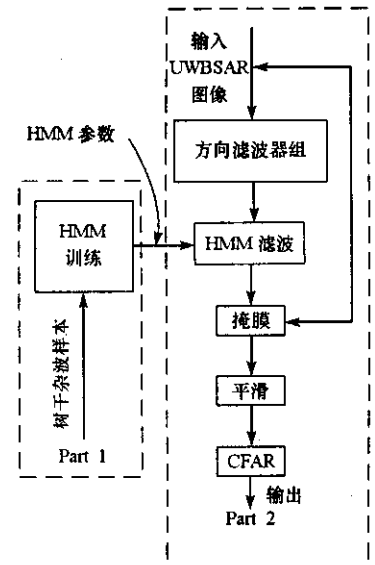 输入
UWBSAR
图像
HMM 参数
方向滤波器组
HMM
训练
HMM 滤波
掩膜
树干杂波样本
平滑
Part 1
CFAR
输出
Part 2